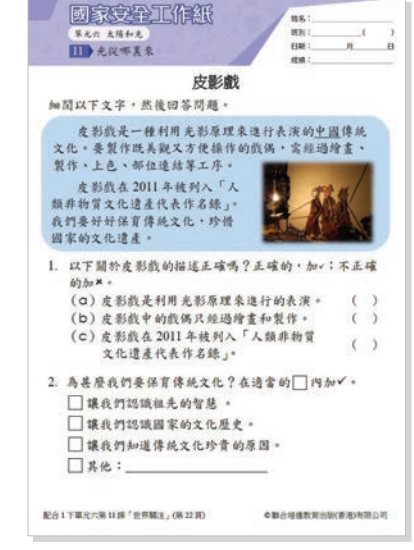 國家安全工作紙
單元六 太陽和光
11 光從哪裏來
姓名：
班別：　(　)
日期：　月　日
成績：
皮影戲
細閱以下文字，然後回答問題。
皮影戲是一種利用光影原理來進行表演的中國傳統
文化。要製作既美觀又方便操作的戲偶，需經過繪畫、
製作、上色、部位連結等工序。
皮影戲在 2011 年被列入「人
類非物質文化遺產代表作名錄」。
我們要好好保育傳統文化，珍惜
國家的文化遺產。
1. 以下關於皮影戲的描述正確嗎？正確的，加✓；不正確
的加✖。
(a) 皮影戲是利用光影原理來進行的表演。 (　)
(b) 皮影戲中的戲偶只經過繪畫和製作。 (　)
(c) 皮影戲在 2011 年被列入「人類非物質
文化遺產代表作名錄」。 (　)
2. 為甚麼我們要保育傳統文化？在適當的□內加✓。
□讓我們認識祖先的智慧。
□讓我們認識國家的文化歷史。
□讓我們知道傳統文化珍貴的原因。
□其他：
配合 1 下單元六第 11 課「世界關注」(第 22 頁)
©聯合培進教育出版(香港)有限公司